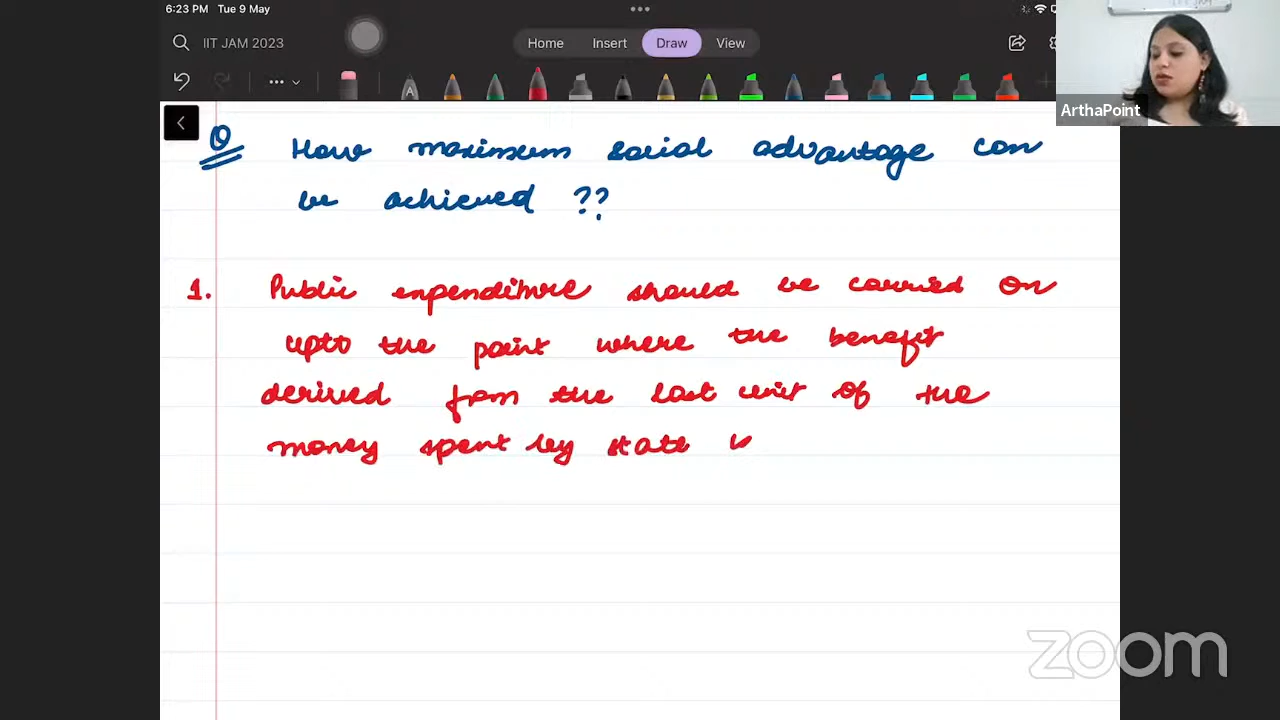 6:23 PM Tue 9 May
IIT JAM 2023
Home Insert Draw View
A
ArthaPoint
Q How maximum social advantage can
be achieved ??
1. Public expenditure should be carried on
upto the point where the benefit
derived from the last unit of the
money spent by state is
zoom